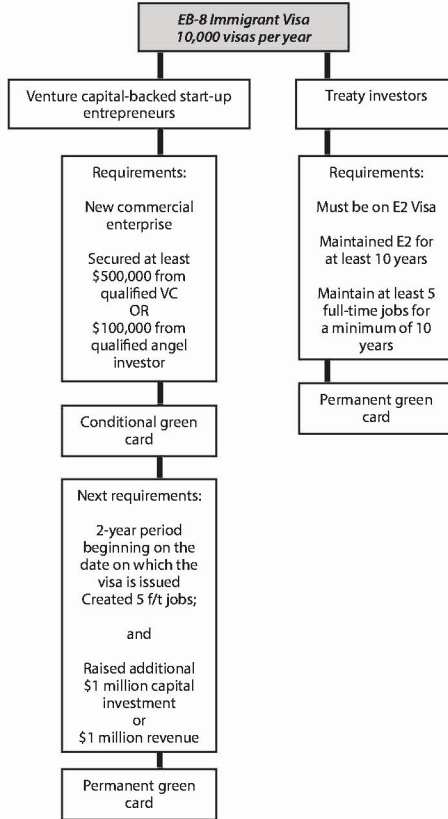 EB-8 Immigrant Visa
10,000 visas per year
Venture capital-backed start-up
entrepreneurs
Requirements:
New commercial
enterprise
Secured at least
$500,000 from
qualified VC
OR
$100,000 from
qualified angel
investor
Conditional green
card
Next requirements:
2-year period
beginning on the
date on which the
visa is issued
Created 5 f/t jobs;
and
Raised additional
$1 million capital
investment
or
$1 million revenue
Permanent green
card
Treaty investors
Requirements:
Must be on E2 Visa
Maintained E2 for
at least 10 years
Maintain at least 5
full-time jobs for
a minimum of 10
years
Permanent green
card